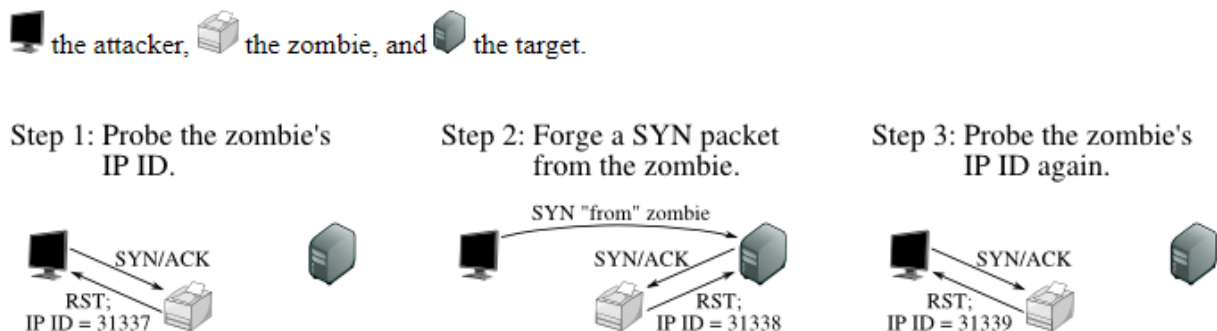 the attacker, the zombie, and the target.
Step 1: Probe the zombie's
IP ID.
SYN/ACK
RST;
IP ID = 31337
Step 2: Forge a SYN packet
from the zombie.
SYN "from" zombie
SYN/ACK
RST;
IP ID = 31338
Step 3: Probe the zombie's
IP ID again.
SYN/ACK
RST;
IP ID = 31339